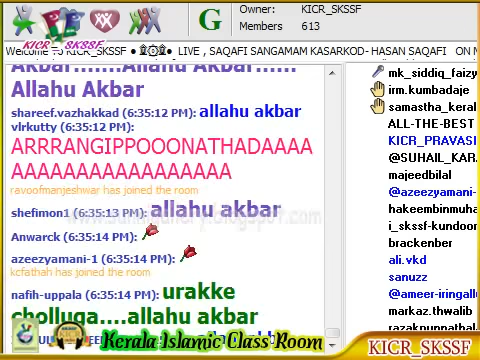 KICR_SKSSF
G
Owner: KICR_SKSSF
Members 613
Welcome to KICR_SKSSF ● ● LIVE , SAQAFI SANGAMAM KASARKOD- HASAN SAQAFI ON M
Akbar.......Allahu Akbar......
Allahu Akbar
shareef.vazhakkad (6:35:12 PM): allahu akbar
vlrkutty (6:35:12 PM):
ARRRANGIPPOOONATHADAAAA
AAAAAAAAAAAAAAAAAA
ravoofmanjeshwar has joined the room
shefimon1 (6:35:13 PM): allahu akbar
Anwarck (6:35:14 PM):
azeezyamani-1 (6:35:14 PM):
kcfathah has joined the room
nafih-uppala (6:35:14 PM): urakke
cholluga....allahu akbar
mk_siddiq_faizy
irm.kumbadaje
samastha_keral
ALL-THE-BEST
KICR_PRAVASI
@SUHAIL_KAR
majeedbilal
@azeezyamani-
hakeembinmuha
i_skssf-kundoor
brackenber
ali.vkd
sanuzz
@ameer-iringallu
markaz.thwalib
razakpunnathal
Kerala Islamic Class Room
KICR_SKSSF